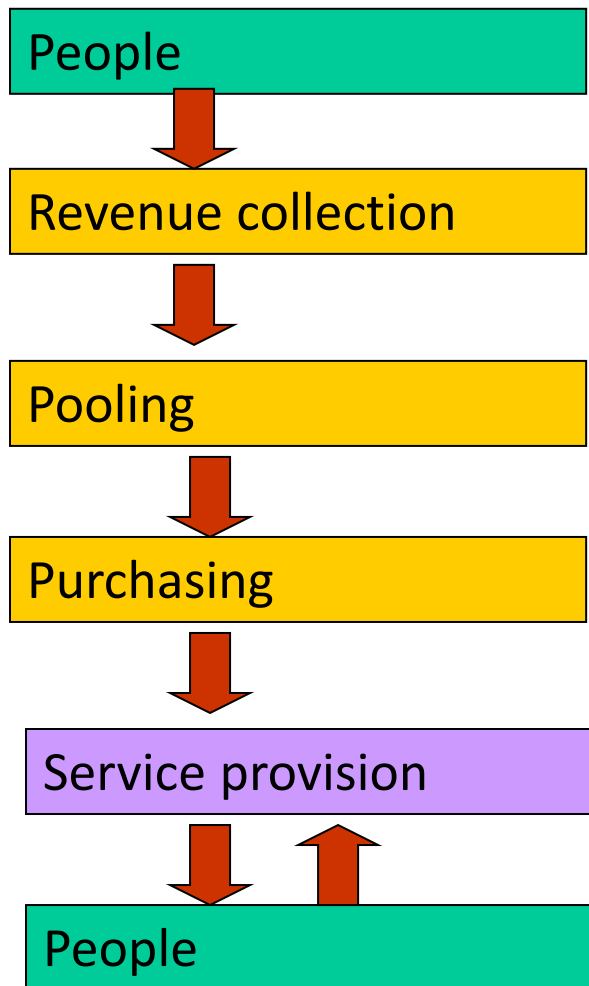 People
Revenue collection
Pooling
Purchasing
Service provision
People